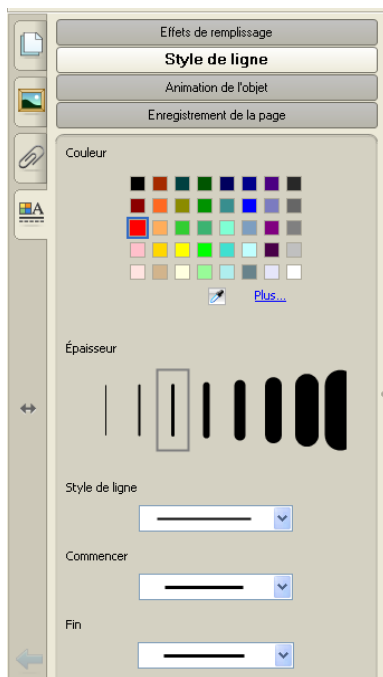 Effets de remplissage
Style de ligne
Animation de l'objet
Enregistrement de la page
Couleur
Plus...
Épaisseur
Style de ligne
Commencer
Fin